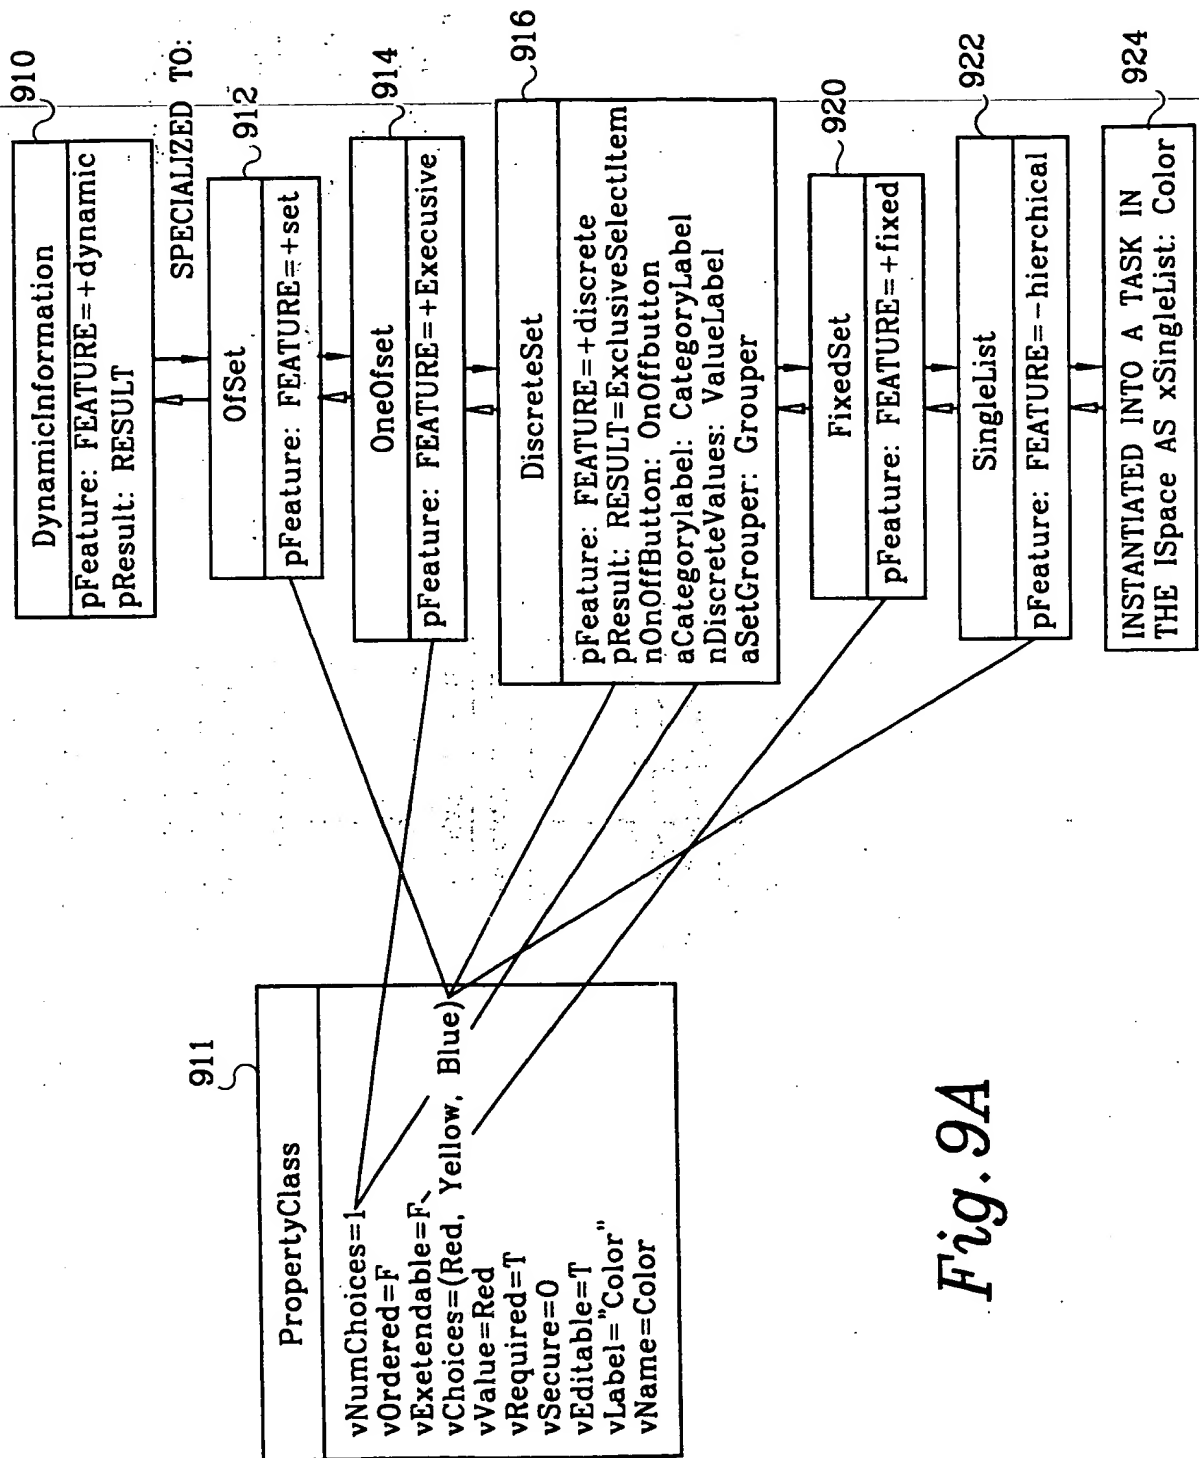 910
DynamicInformation
pFeature: FEATURE=+dynamic
pResult: RESULT
SPECIALIZED TO:
912
OfSet
pFeature: FEATURE=+set
914
OneOfset
pFeature: FEATURE=+Execusive
916
DiscreteSet
pFeature: FEATURE=+discrete
pResult: RESULT=ExclusiveSelectItem
nOnOffButton: OnOffbutton
aCategorylabel: CategoryLabel
nDiscreteValues: ValueLabel
aSetGrouper: Grouper
920
FixedSet
pFeature: FEATURE=+fixed
922
SingleList
pFeature: FEATURE=-hierchical
924
INSTANTIATED INTO A TASK IN
THE ISpace AS xSingleList: Color
911
PropertyClass
vNumChoices=1
vOrdered=F
vExetendable=F
vChoices=(Red, Yellow, Blue)
vValue=Red
vRequired=T
vSecure=0
vEditable=T
vLabel="Color"
vName=Color
Fig.9A